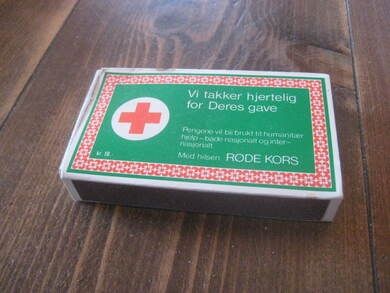 Vi takker hjertelig
for Deres gave
Pengene vil bli brukt til humanitær
hjelp – både nasjonalt og inter-
nasjonalt
Med hilsen RØDE KORS